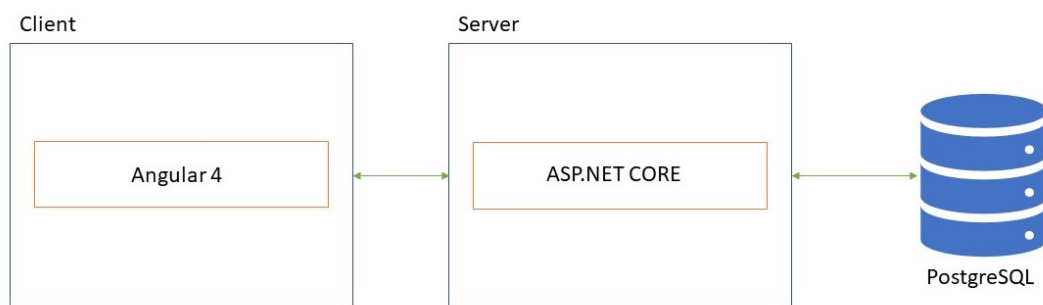 Client
Server
Angular 4
ASP.NET CORE
PostgreSQL